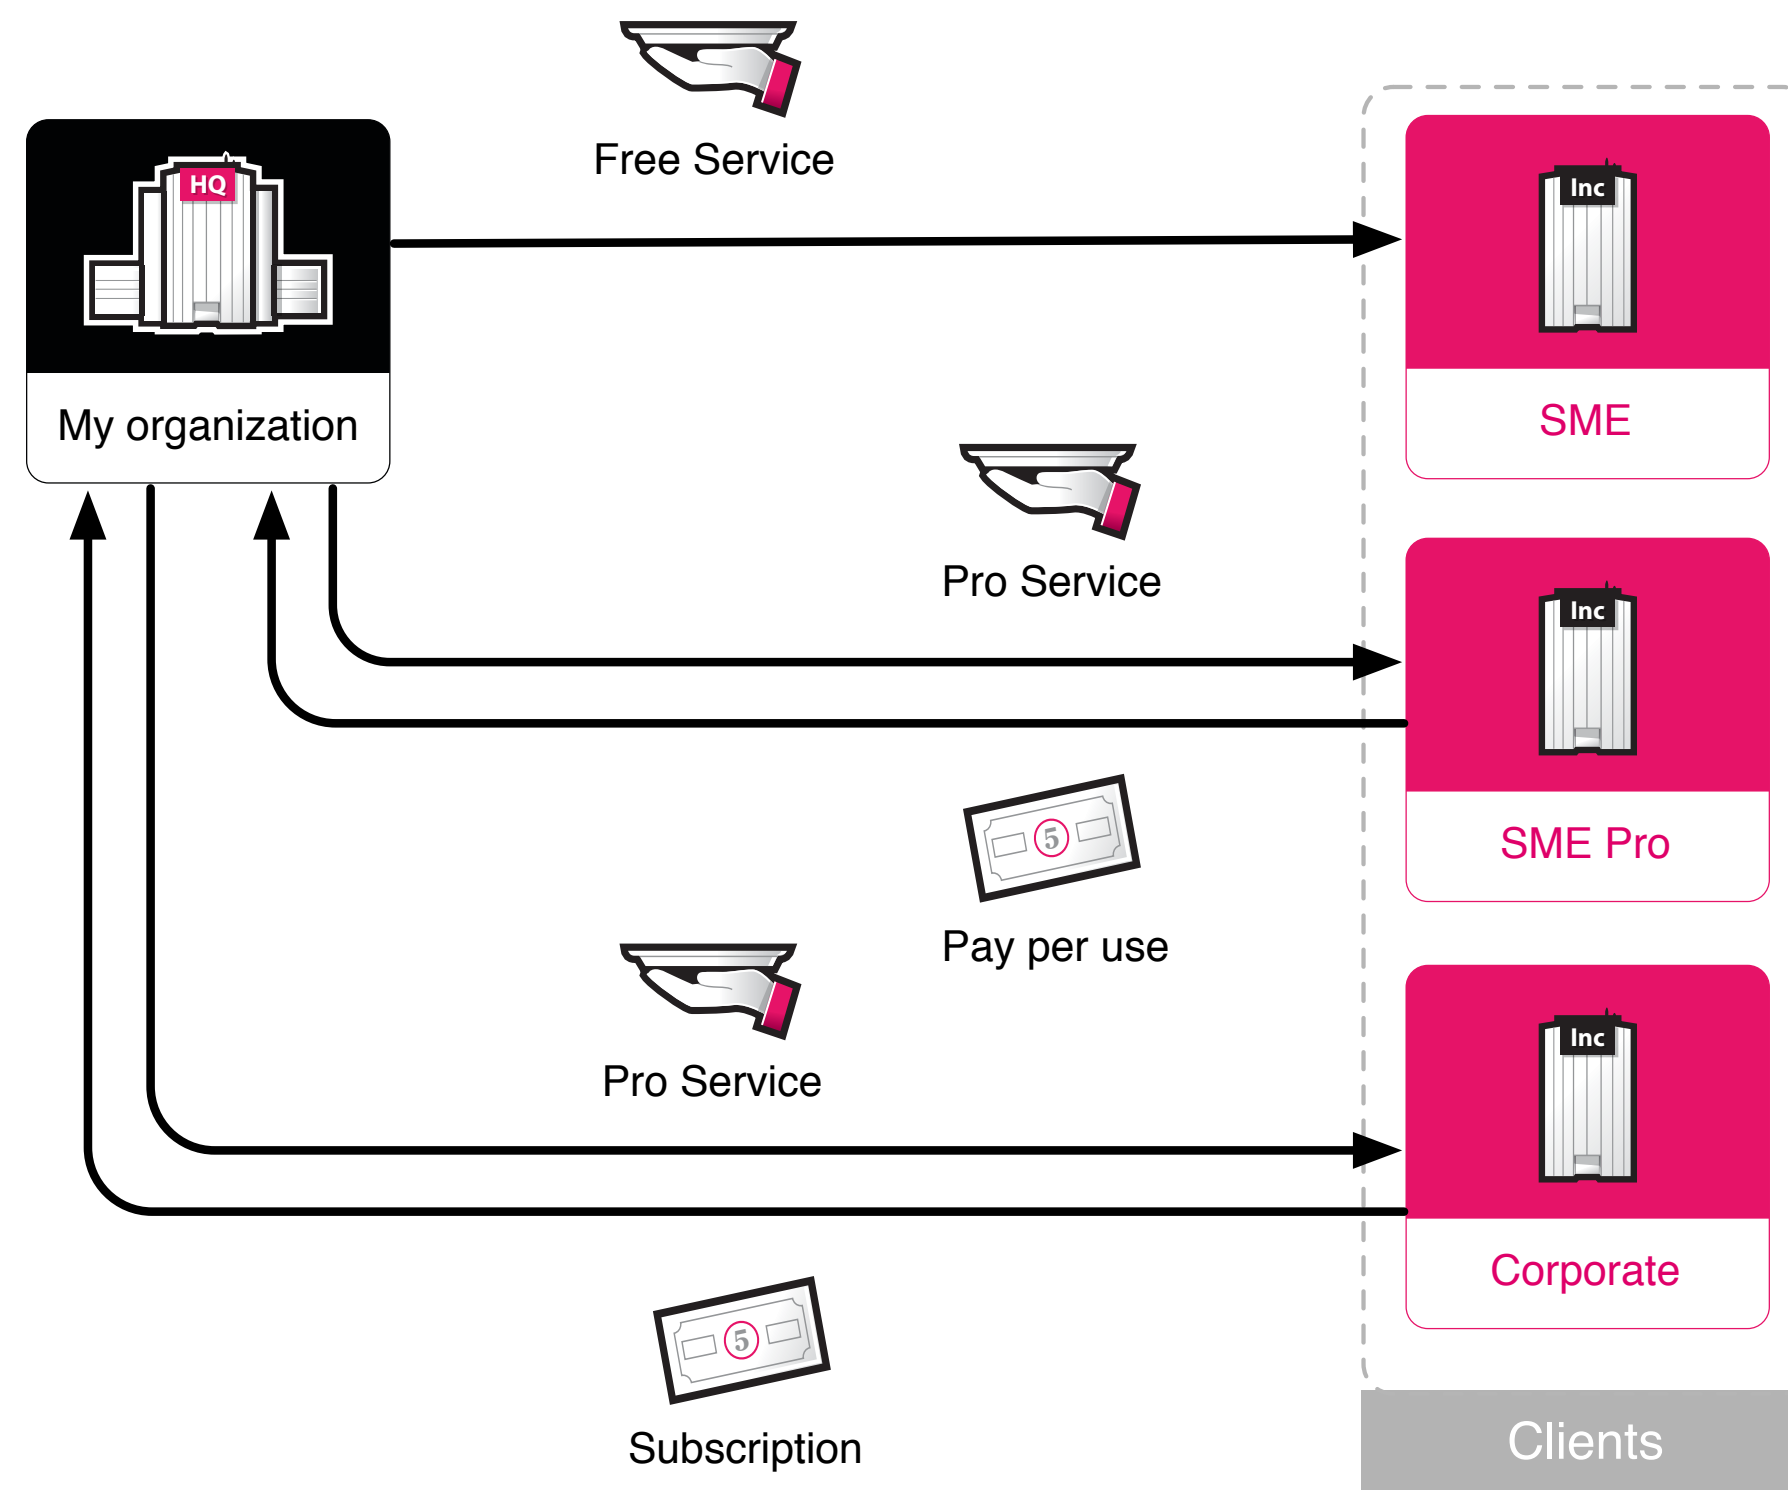 Free Service
HQ
My organization
Inc
SME
Pro Service
Inc
SME Pro
5
Pay per use
Pro Service
Inc
Corporate
5
Subscription
Clients